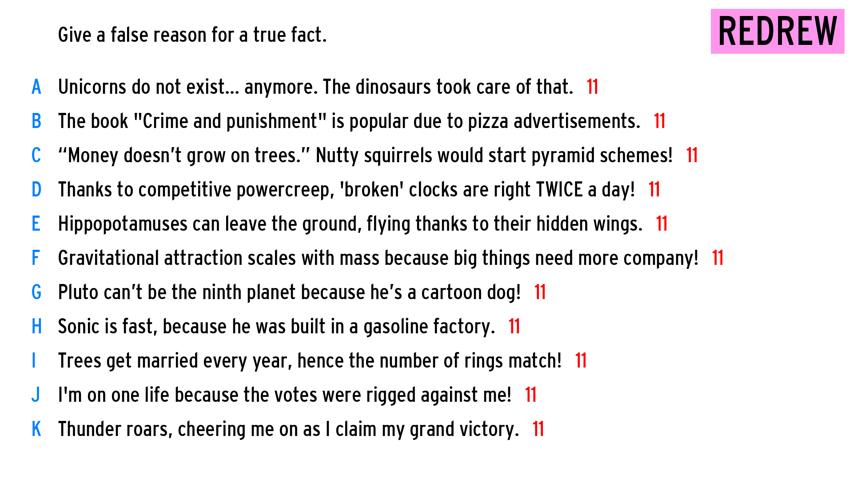 Give a false reason for a true fact.
REDREW
A Unicorns do not exist... anymore. The dinosaurs took care of that. 11
B The book "Crime and punishment" is popular due to pizza advertisements. 11
C “Money doesn’t grow on trees.” Nutty squirrels would start pyramid schemes! 11
D Thanks to competitive powercreep, 'broken' clocks are right TWICE a day! 11
E Hippopotamuses can leave the ground, flying thanks to their hidden wings. 11
F Gravitational attraction scales with mass because big things need more company! 11
G Pluto can’t be the ninth planet because he’s a cartoon dog! 11
H Sonic is fast, because he was built in a gasoline factory. 11
I Trees get married every year, hence the number of rings match! 11
J I'm on one life because the votes were rigged against me! 11
K Thunder roars, cheering me on as I claim my grand victory. 11